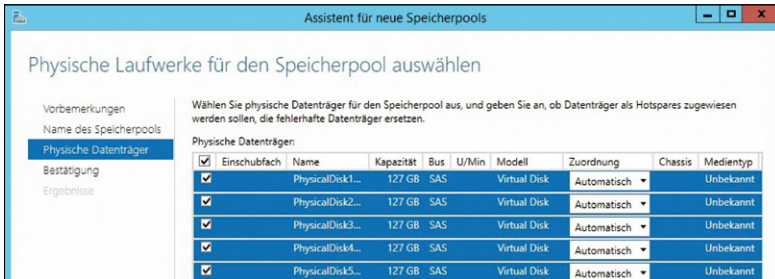 Assistent für neue Speicherpools
Physische Laufwerke für den Speicherpool auswählen
Vorbemerkungen
Name des Speicherpools
Physische Datenträger
Bestätigung
Ergebnisse
Wählen Sie physische Datenträger für den Speicherpool aus, und geben Sie an, ob Datenträger als Hotspares zugewiesen
werden sollen, die fehlerhafte Datenträger ersetzen.
Physische Datenträger:
Einschubfach Name Kapazität Bus U/Min Modell Zuordnung Chassis Medientyp
PhysicalDisk1... 127 GB SAS Virtual Disk Automatisch Unbekannt
PhysicalDisk2... 127 GB SAS Virtual Disk Automatisch Unbekannt
PhysicalDisk3... 127 GB SAS Virtual Disk Automatisch Unbekannt
PhysicalDisk4... 127 GB SAS Virtual Disk Automatisch Unbekannt
PhysicalDisk5... 127 GB SAS Virtual Disk Automatisch Unbekannt